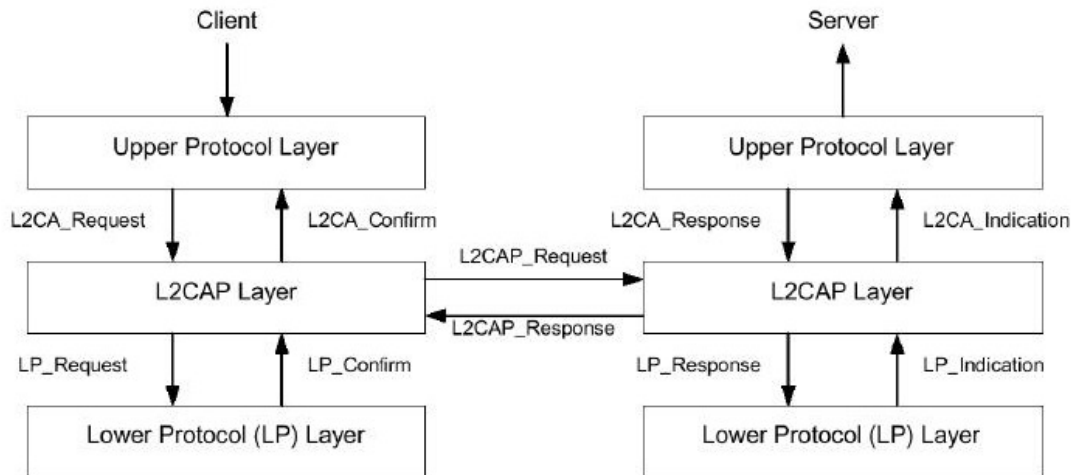 Client
Server
Upper Protocol Layer
Upper Protocol Layer
L2CA_Request
L2CA_Confirm
L2CA_Response
L2CA_Indication
L2CAP_Request
L2CAP Layer
L2CAP Layer
L2CAP_Response
LP_Request
LP_Confirm
LP_Response
LP_Indication
Lower Protocol (LP) Layer
Lower Protocol (LP) Layer